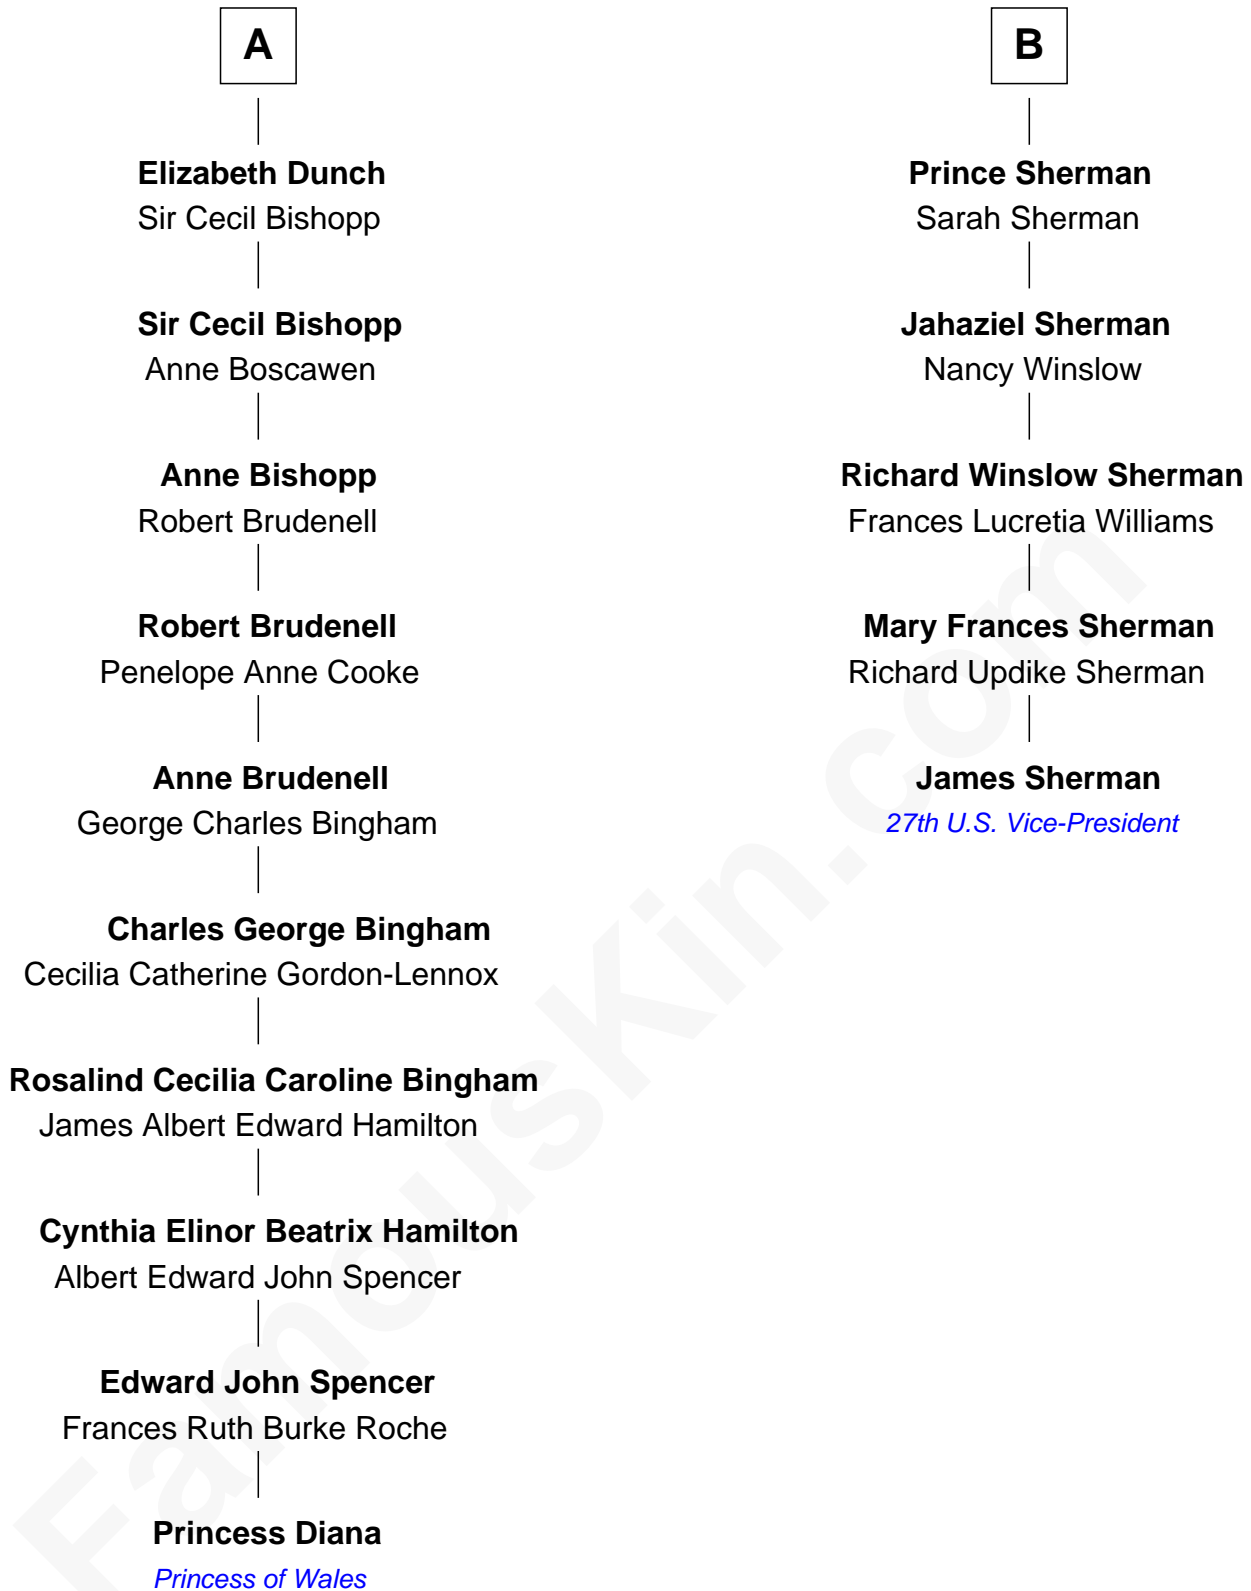 A
Elizabeth Dunch
Sir Cecil Bishopp
Sir Cecil Bishopp
Anne Boscawen
Anne Bishopp
Robert Brudenell
Robert Brudenell
Penelope Anne Cooke
Anne Brudenell
George Charles Bingham
Charles George Bingham
Cecilia Catherine Gordon-Lennox
Rosalind Cecilia Caroline Bingham
James Albert Edward Hamilton
Cynthia Elinor Beatrix Hamilton
Albert Edward John Spencer
Edward John Spencer
Frances Ruth Burke Roche
Princess Diana
Princess of Wales
B
Prince Sherman
Sarah Sherman
Jahaziel Sherman
Nancy Winslow
Richard Winslow Sherman
Frances Lucretia Williams
Mary Frances Sherman
Richard Updike Sherman
James Sherman
27th U.S. Vice-President
FamousKin.com